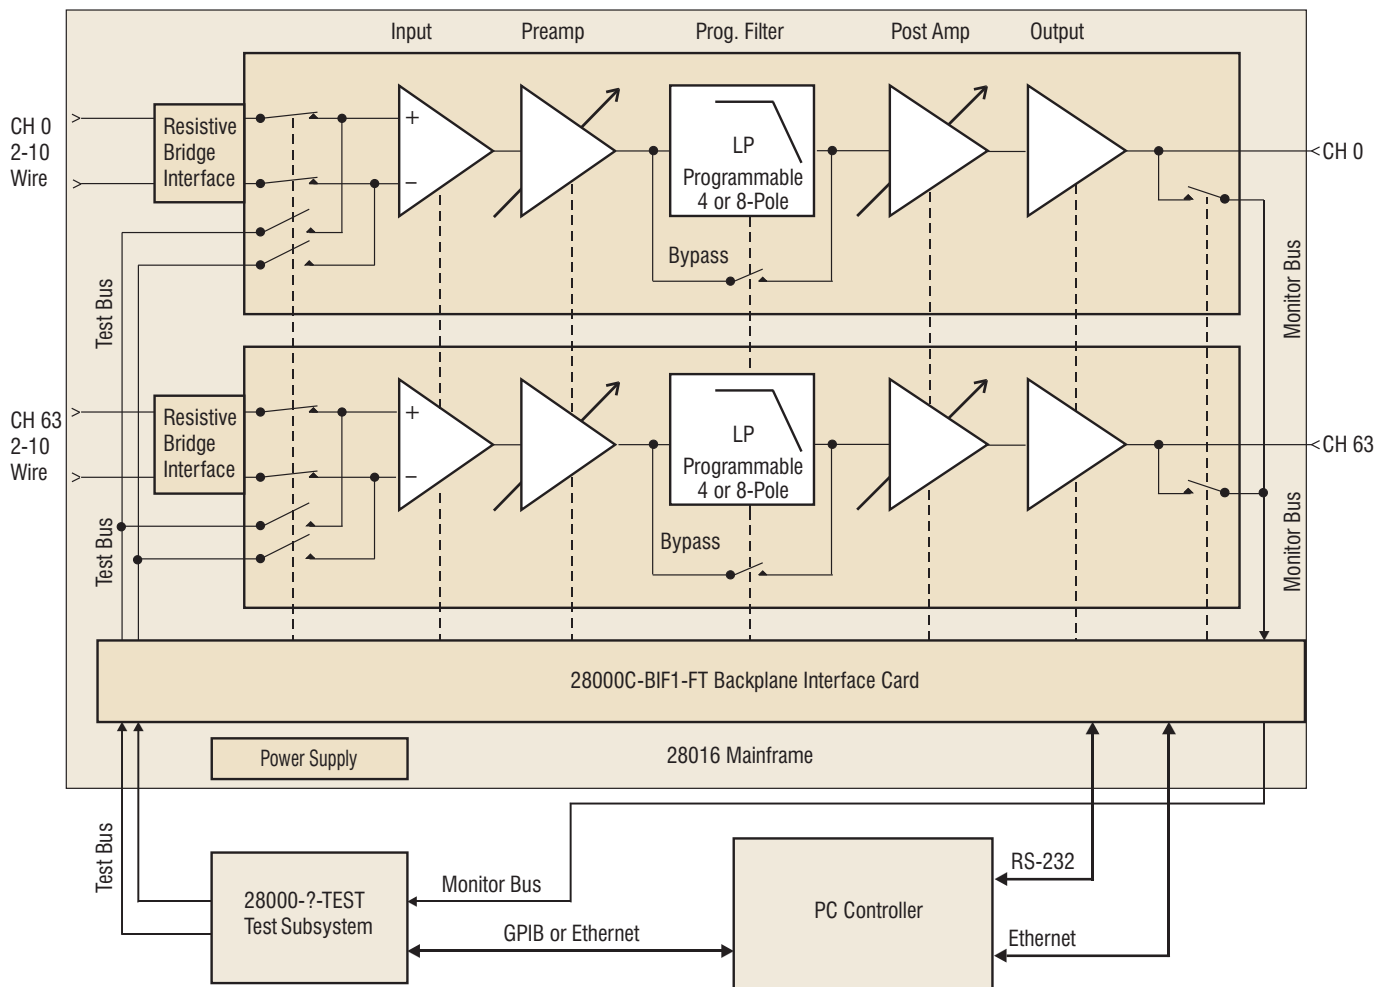 Input
Preamp
Prog. Filter
Post Amp
Output
CH 0
2-10
Wire
Resistive
Bridge
Interface
+
−
LP
Programmable
4 or 8-Pole
Bypass
CH 0
Test Bus
Monitor Bus
CH 63
2-10
Wire
Resistive
Bridge
Interface
+
−
LP
Programmable
4 or 8-Pole
Bypass
CH 63
Test Bus
Monitor Bus
28000C-BIF1-FT Backplane Interface Card
Power Supply
28016 Mainframe
Test Bus
28000-?-TEST
Test Subsystem
Monitor Bus
GPIB or Ethernet
PC Controller
RS-232
Ethernet